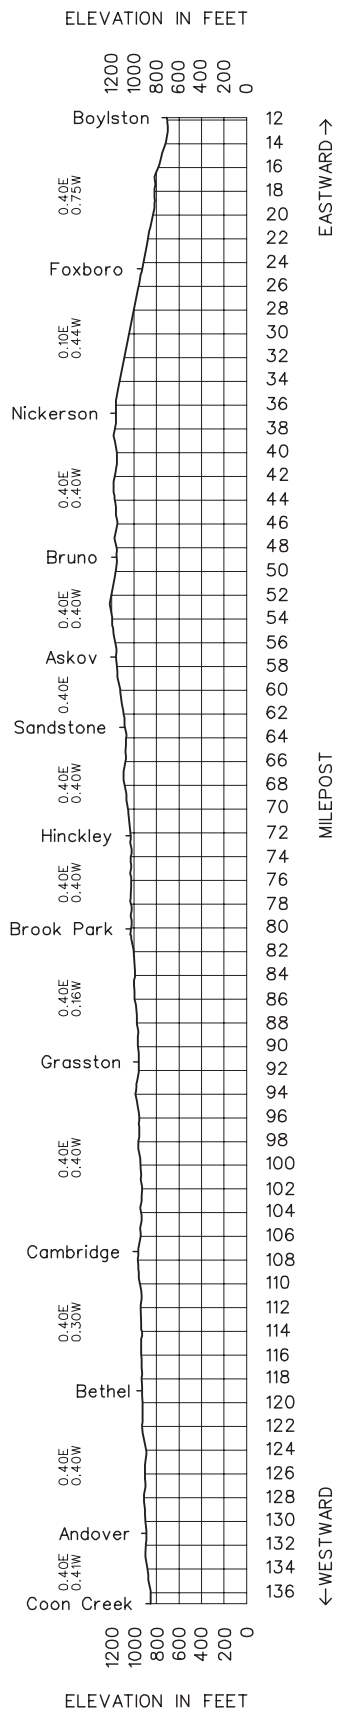 ELEVATION IN FEET
1200 1000 800 600 400 200 0
Boylston 12
EASTWARD →
14
16
0.40E
0.75W
18
20
22
Foxboro 24
26
28
0.10E
0.44W
30
32
34
36
Nickerson
38
40
0.40E
0.40W
42
44
46
48
Bruno
50
0.40E
0.40W
52
54
56
Askov
58
0.40E
60
62
Sandstone
64
66
0.40E
0.40W
68
MILEPOST
70
Hinckley 72
74
0.40E
0.40W
76
78
Brook Park 80
82
84
0.40E
0.16W
86
88
90
Grasston
92
94
96
98
0.40E
0.40W
100
102
104
106
Cambridge
108
110
0.40E
0.30W
112
114
116
118
Bethel
120
122
124
0.40E
0.40W
126
128
←WESTWARD
130
Andover
132
0.40E
0.41W
134
136
Coon Creek
1200 1000 800 600 400 200 0
ELEVATION IN FEET